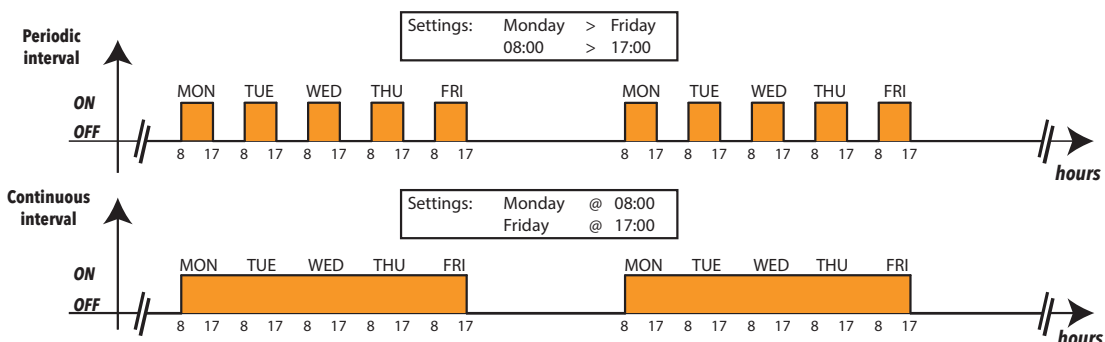 Settings: Monday > Friday
08:00 > 17:00
Periodic
interval
ON
OFF
MON TUE WED THU FRI MON TUE WED THU FRI
8 17 8 17 8 17 8 17 8 17 8 17 8 17 8 17 8 17 8 17
hours
Settings: Monday @ 08:00
Friday @ 17:00
Continuous
interval
ON
OFF
MON TUE WED THU FRI MON TUE WED THU FRI
8 17 8 17 8 17 8 17 8 17 8 17 8 17 8 17 8 17 8 17
hours